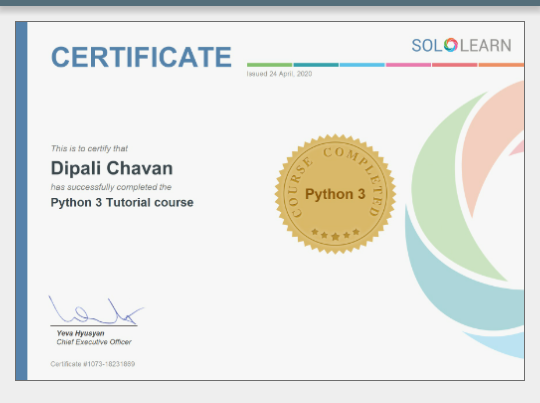 CERTIFICATE
SOLOLEARN
Issued 24 April, 2020
This is to certify that
Dipali Chavan
has successfully completed the
Python 3 Tutorial course
COURSE COMPLETED
Python 3
Yeva Hyusyan
Chief Executive Officer
Certificate #1073-18231869